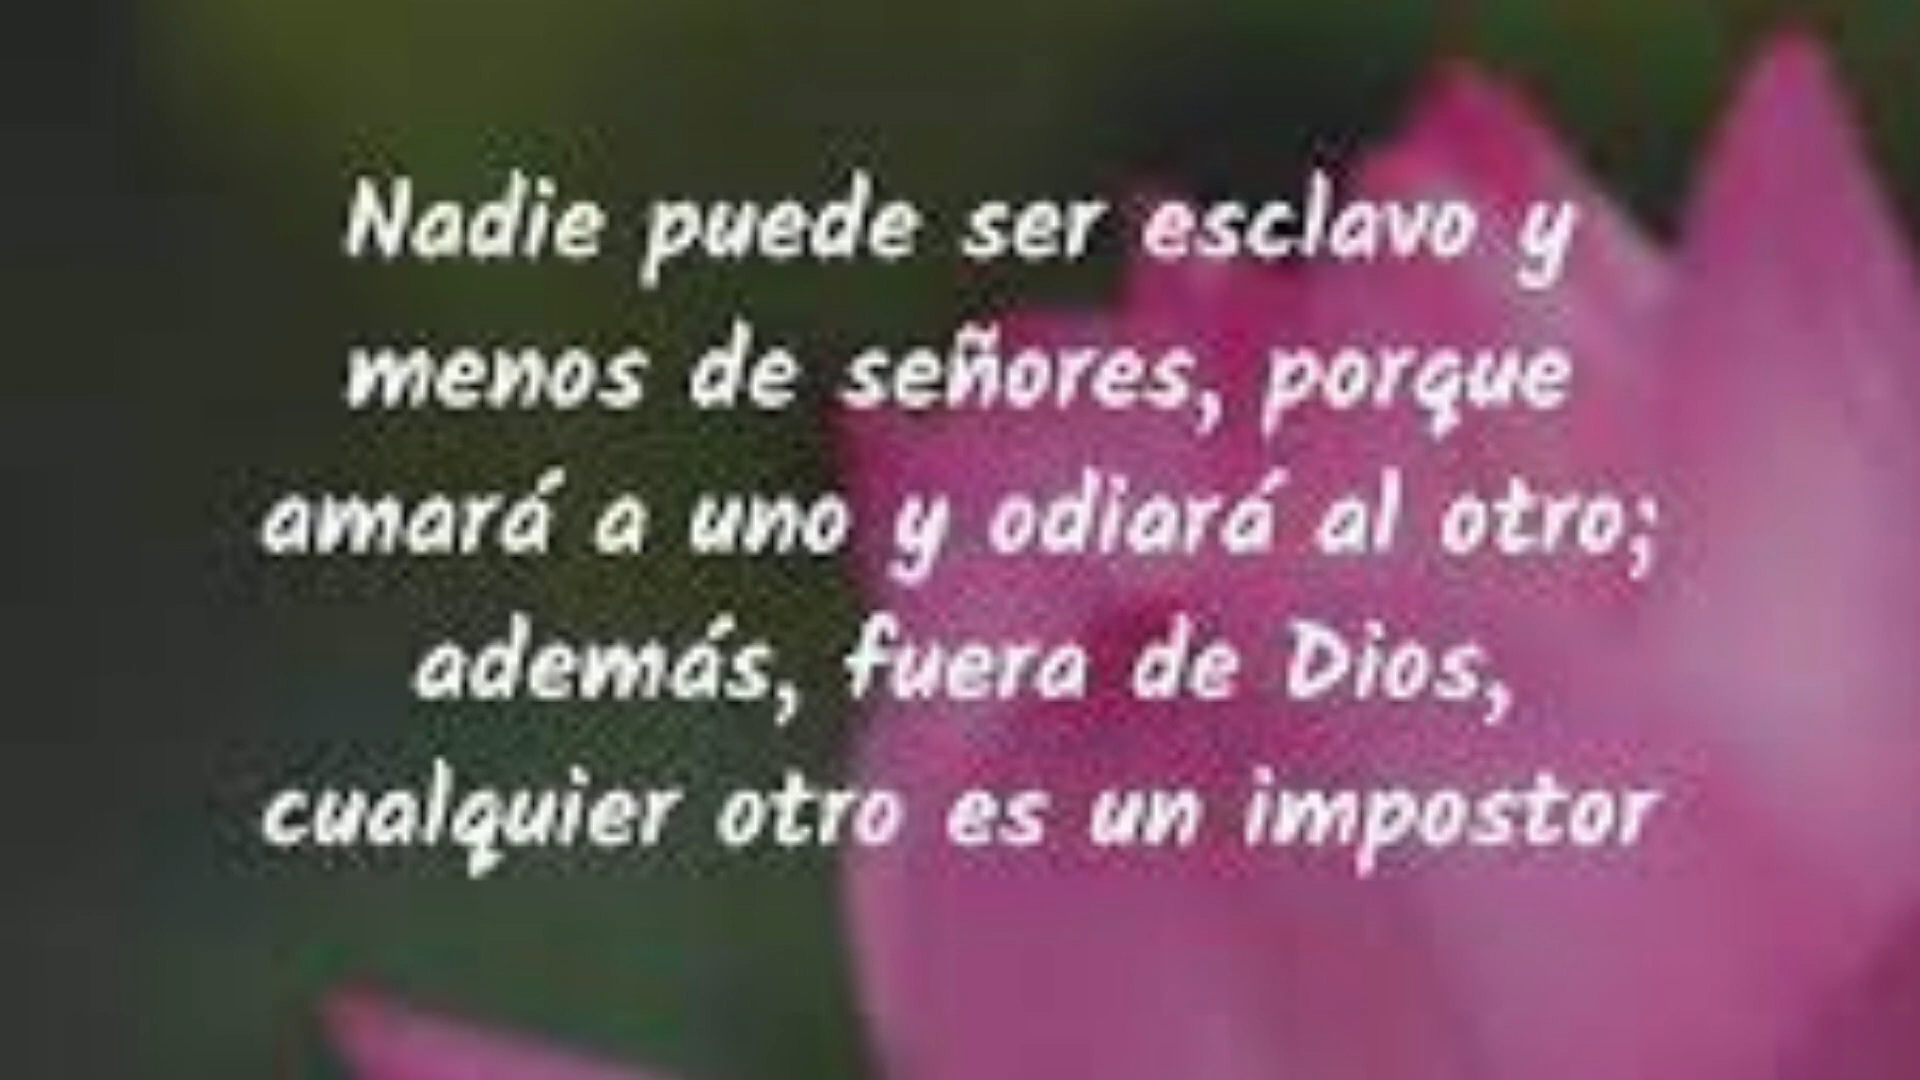 Nadie puede ser esclavo y
menos de señores, porque
amará a uno y odiará al otro;
además, fuera de Dios,
cualquier otro es un impostor